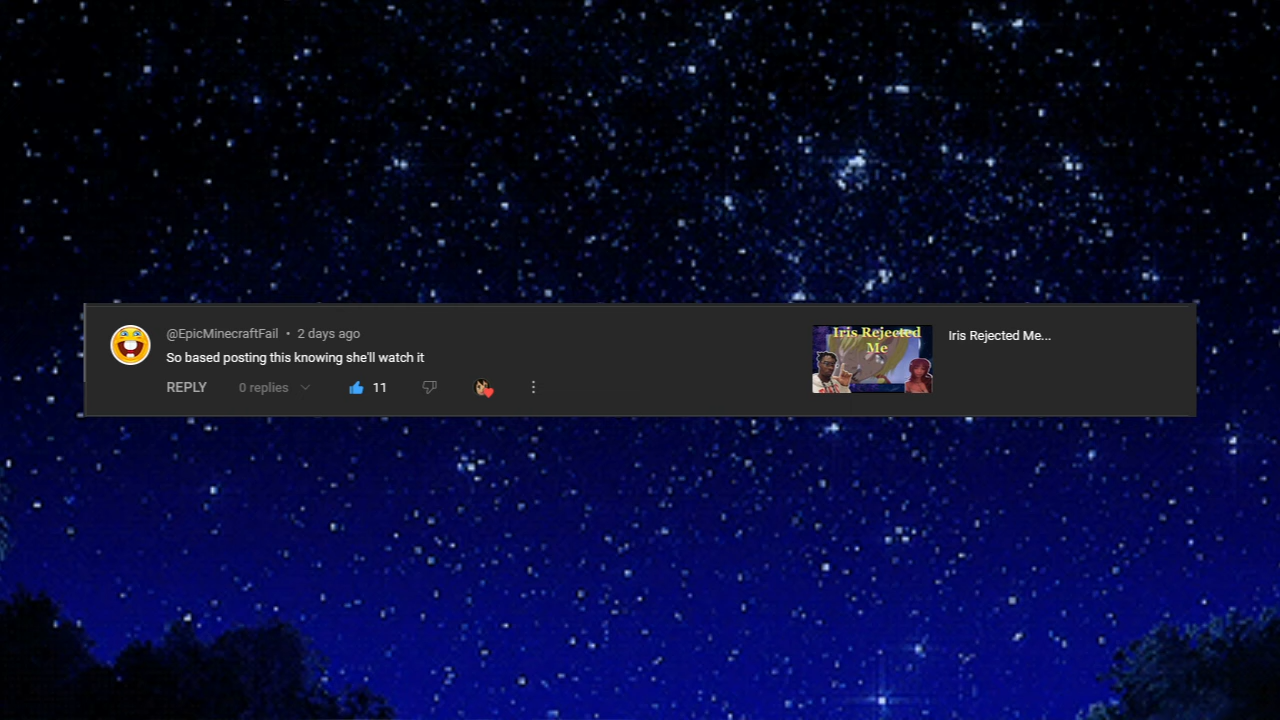 @EpicMinecraftFail • 2 days ago
So based posting this knowing she'll watch it
REPLY 0 replies 11
Iris Rejected
Me
Iris Rejected Me...